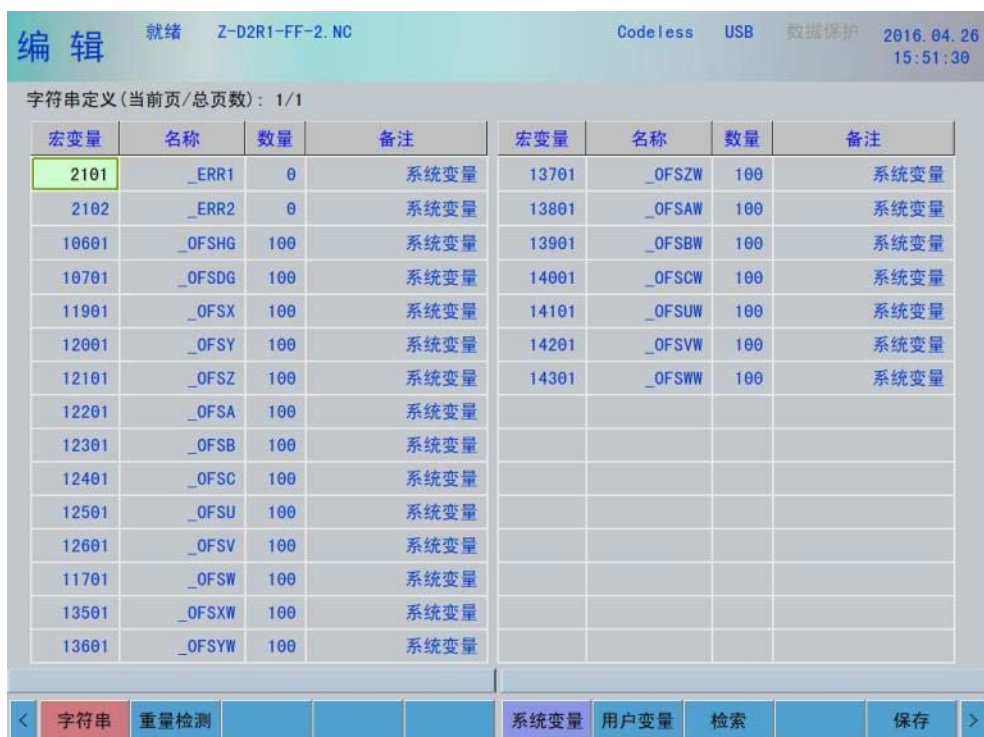 编 辑 就绪 Z-D2R1-FF-2.NC Codeless USB 数据保护 2016.04.26
15:51:30
字符串定义(当前页/总页数): 1/1
宏变量 名称 数量 备注 宏变量 名称 数量 备注
2101 _ERR1 0 系统变量 13701 _OFSZW 100 系统变量
2102 _ERR2 0 系统变量 13801 _OFSAW 100 系统变量
10601 _OFSHG 100 系统变量 13901 _OFSBW 100 系统变量
10701 _OFSDG 100 系统变量 14001 _OFSCW 100 系统变量
11901 _OFSX 100 系统变量 14101 _OFSUW 100 系统变量
12001 _OFSY 100 系统变量 14201 _OFSVW 100 系统变量
12101 _OFSZ 100 系统变量 14301 _OFSWW 100 系统变量
12201 _OFSA 100 系统变量
12301 _OFSB 100 系统变量
12401 _OFSC 100 系统变量
12501 _OFSU 100 系统变量
12601 _OFSV 100 系统变量
11701 _OFSW 100 系统变量
13501 _OFSXW 100 系统变量
13601 _OFSYW 100 系统变量
< 字符串 重量检测 系统变量 用户变量 检索 保存 >